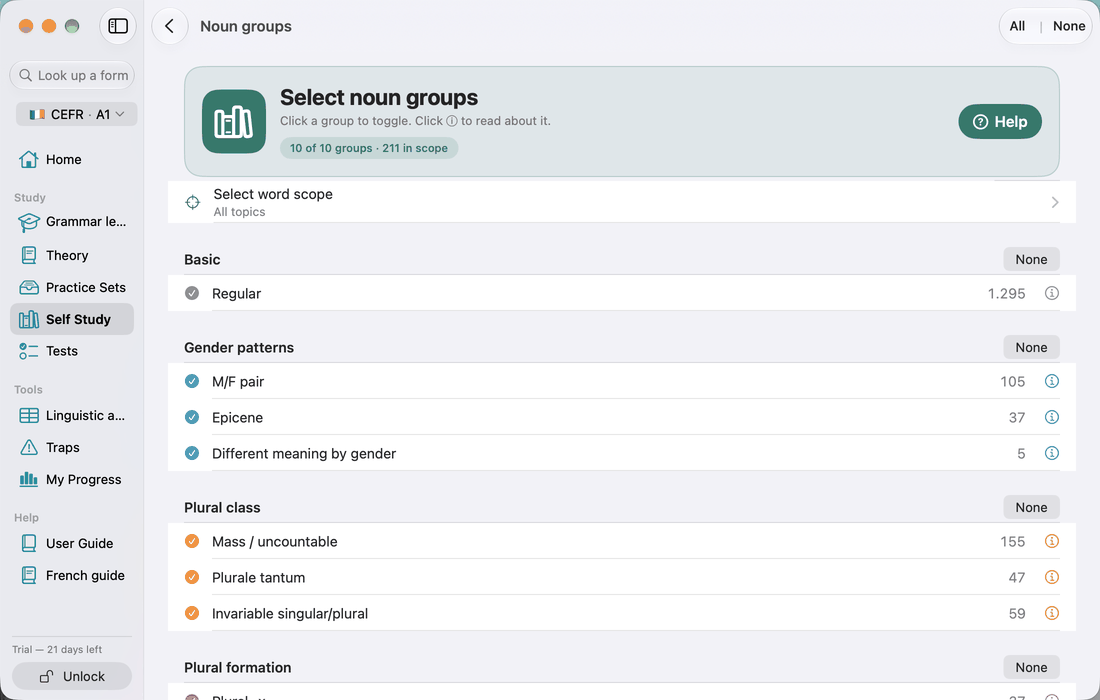 Noun groups
All
None
Look up a form
CEFR · A1
Home
Study
Grammar le...
Theory
Practice Sets
Self Study
Tests
Tools
Linguistic a...
Traps
My Progress
Help
User Guide
French guide
Trial — 21 days left
Unlock
Select noun groups
Click a group to toggle. Click ⓘ to read about it.
10 of 10 groups · 211 in scope
Help
Select word scope
All topics
Basic
None
Regular 1.295
Gender patterns
None
M/F pair 105
Epicene 37
Different meaning by gender 5
Plural class
None
Mass / uncountable 155
Plurale tantum 47
Invariable singular/plural 59
Plural formation
None